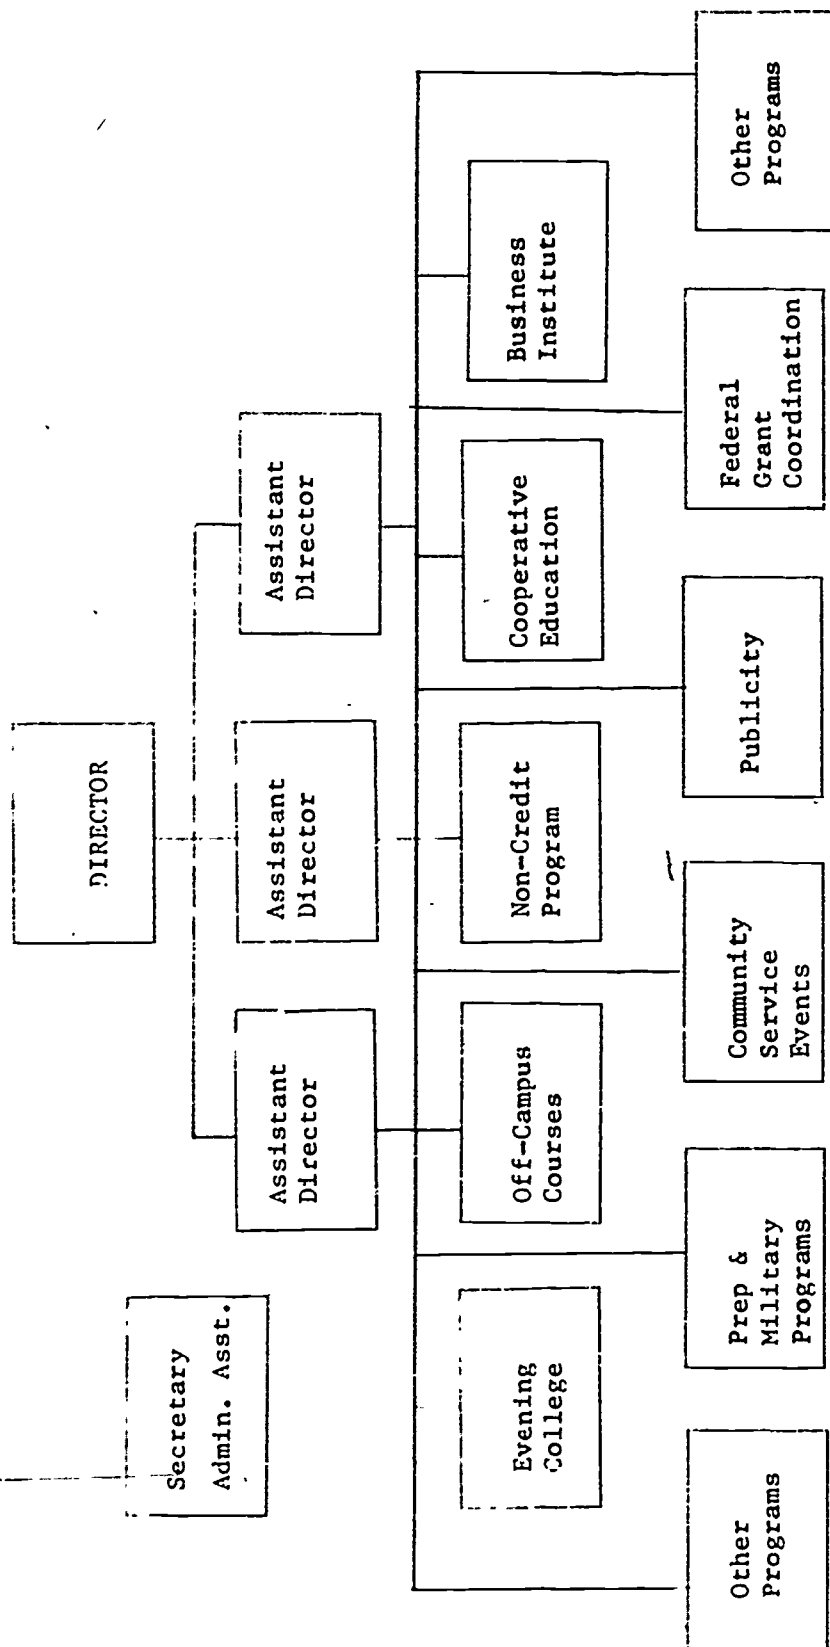 DIRECTOR
Secretary
Admin. Asst.
Assistant
Director
Assistant
Director
Assistant
Director
Evening
College
Off-Campus
Courses
Non-Credit
Program
Cooperative
Education
Business
Institute
Other
Programs
Prep &
Military
Programs
Community
Service
Events
Publicity
Federal
Grant
Coordination
Other
Programs